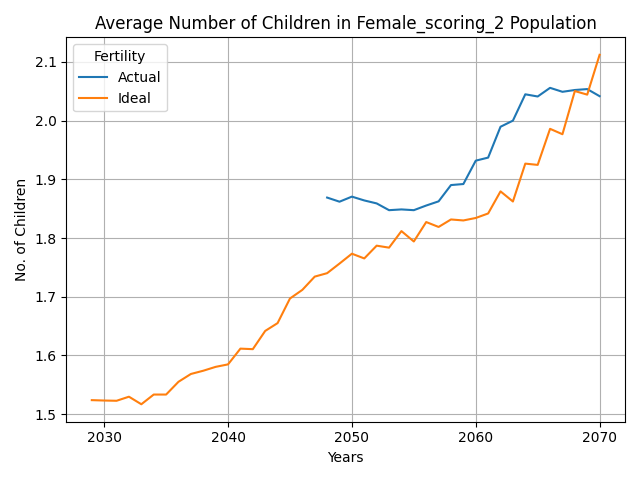 Average Number of Children in Female_scoring_2 Population
Fertility
Actual
Ideal
No. of Children
2.1
2.0
1.9
1.8
1.7
1.6
1.5
2030 2040 2050 2060 2070
Years